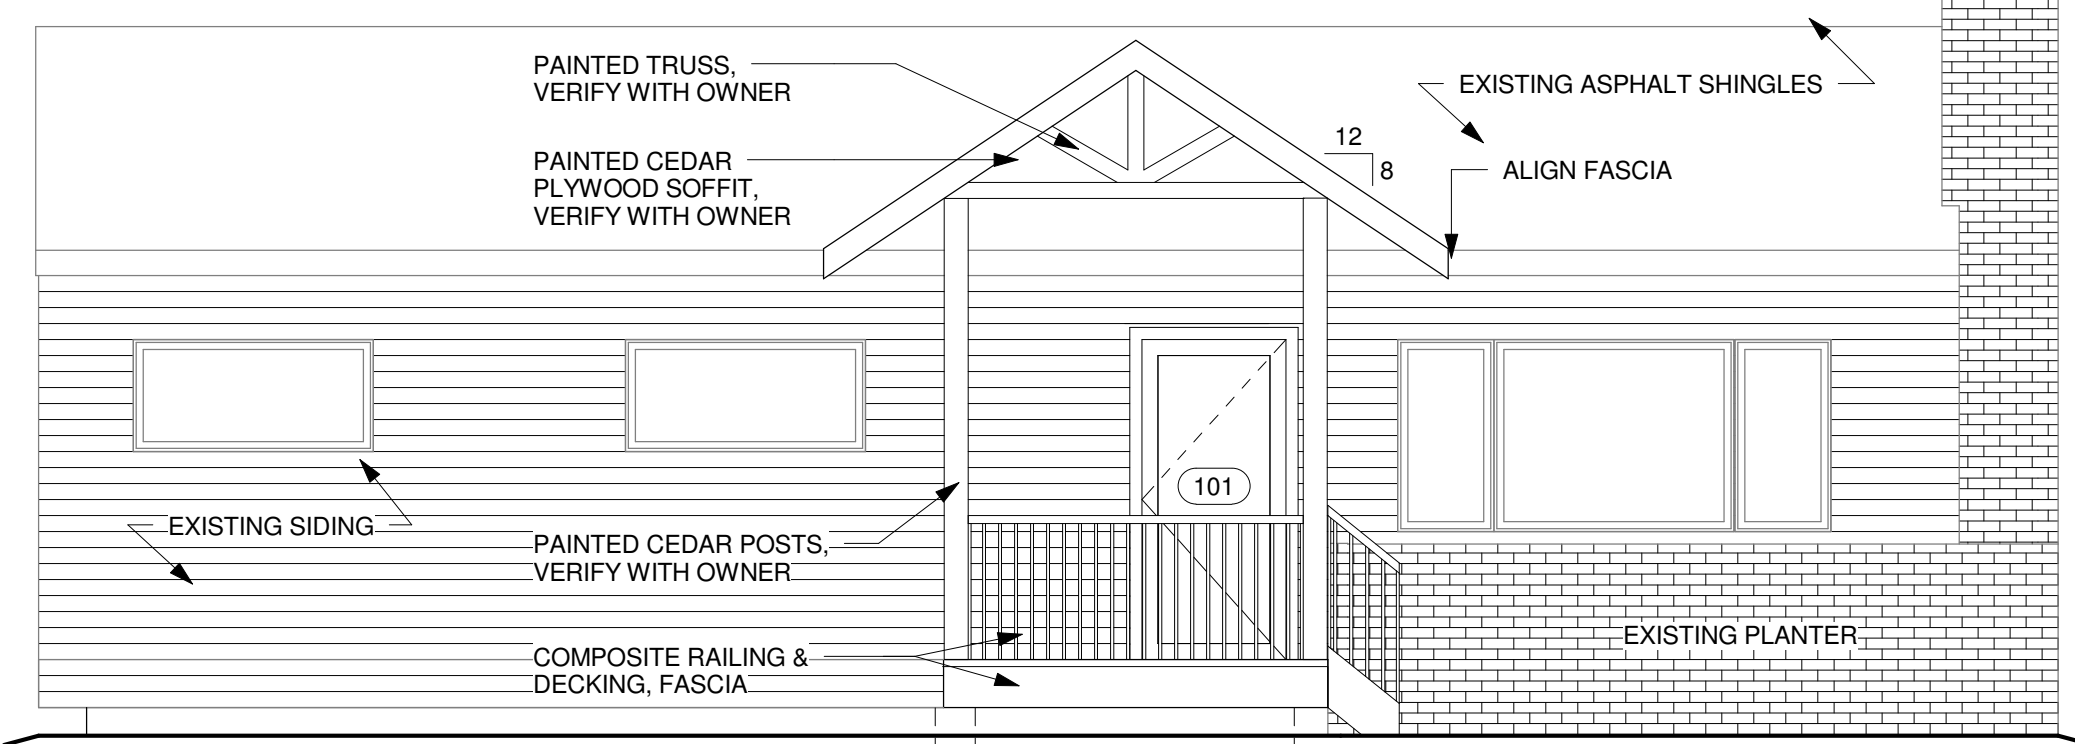 PAINTED TRUSS,
VERIFY WITH OWNER
EXISTING ASPHALT SHINGLES
12
8
PAINTED CEDAR
PLYWOOD SOFFIT,
VERIFY WITH OWNER
ALIGN FASCIA
101
EXISTING SIDING
PAINTED CEDAR POSTS,
VERIFY WITH OWNER
EXISTING PLANTER
COMPOSITE RAILING &
DECKING, FASCIA